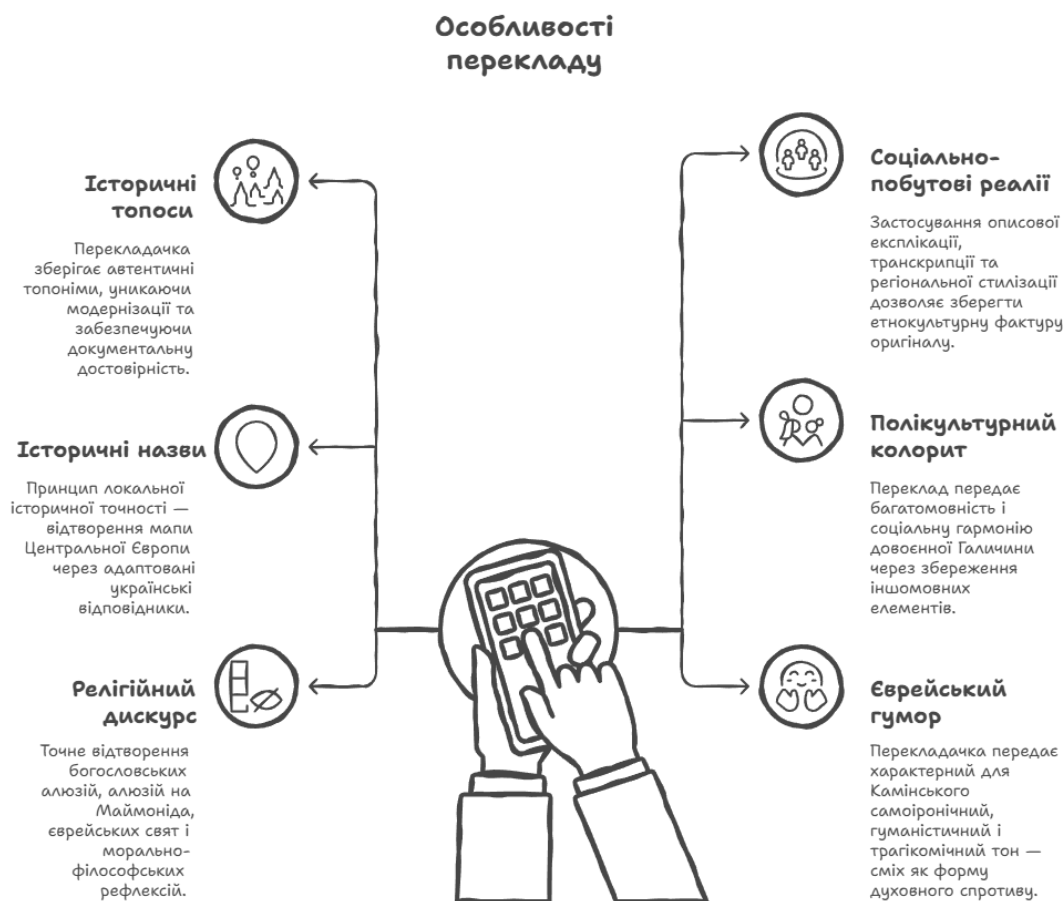 Особливості
перекладу
Історичні
топоси
Перекладачка
зберігає автентичні
топоніми, уникаючи
модернізації та
забезпечуючи
документальну
достовірність.
Історичні назви
Принцип локальної
історичної точності —
відтворення мапи
Центральної Європи
через адаптовані
українські
відповідники.
Релігійний
дискурс
Точне відтворення
богословських
алюзій, алюзій на
Маймоніда,
єврейських свят і
морально-
філософських
рефлексій.
Соціально-
побутові реалії
Застосування описової
експлікації,
транскрипції та
регіональної стилізації
дозволяє зберегти
етнокультурну фактуру
оригіналу.
Полікультурний
колорит
Переклад передає
багатомовність і
соціальну гармонію
довоєнної Галичини
через збереження
іншомовних
елементів.
Єврейський
гумор
Перекладачка передає
характерний для
Камінського
самоіронічний,
гуманістичний і
трагікомічний тон —
сміх як форму
духовного спротиву.